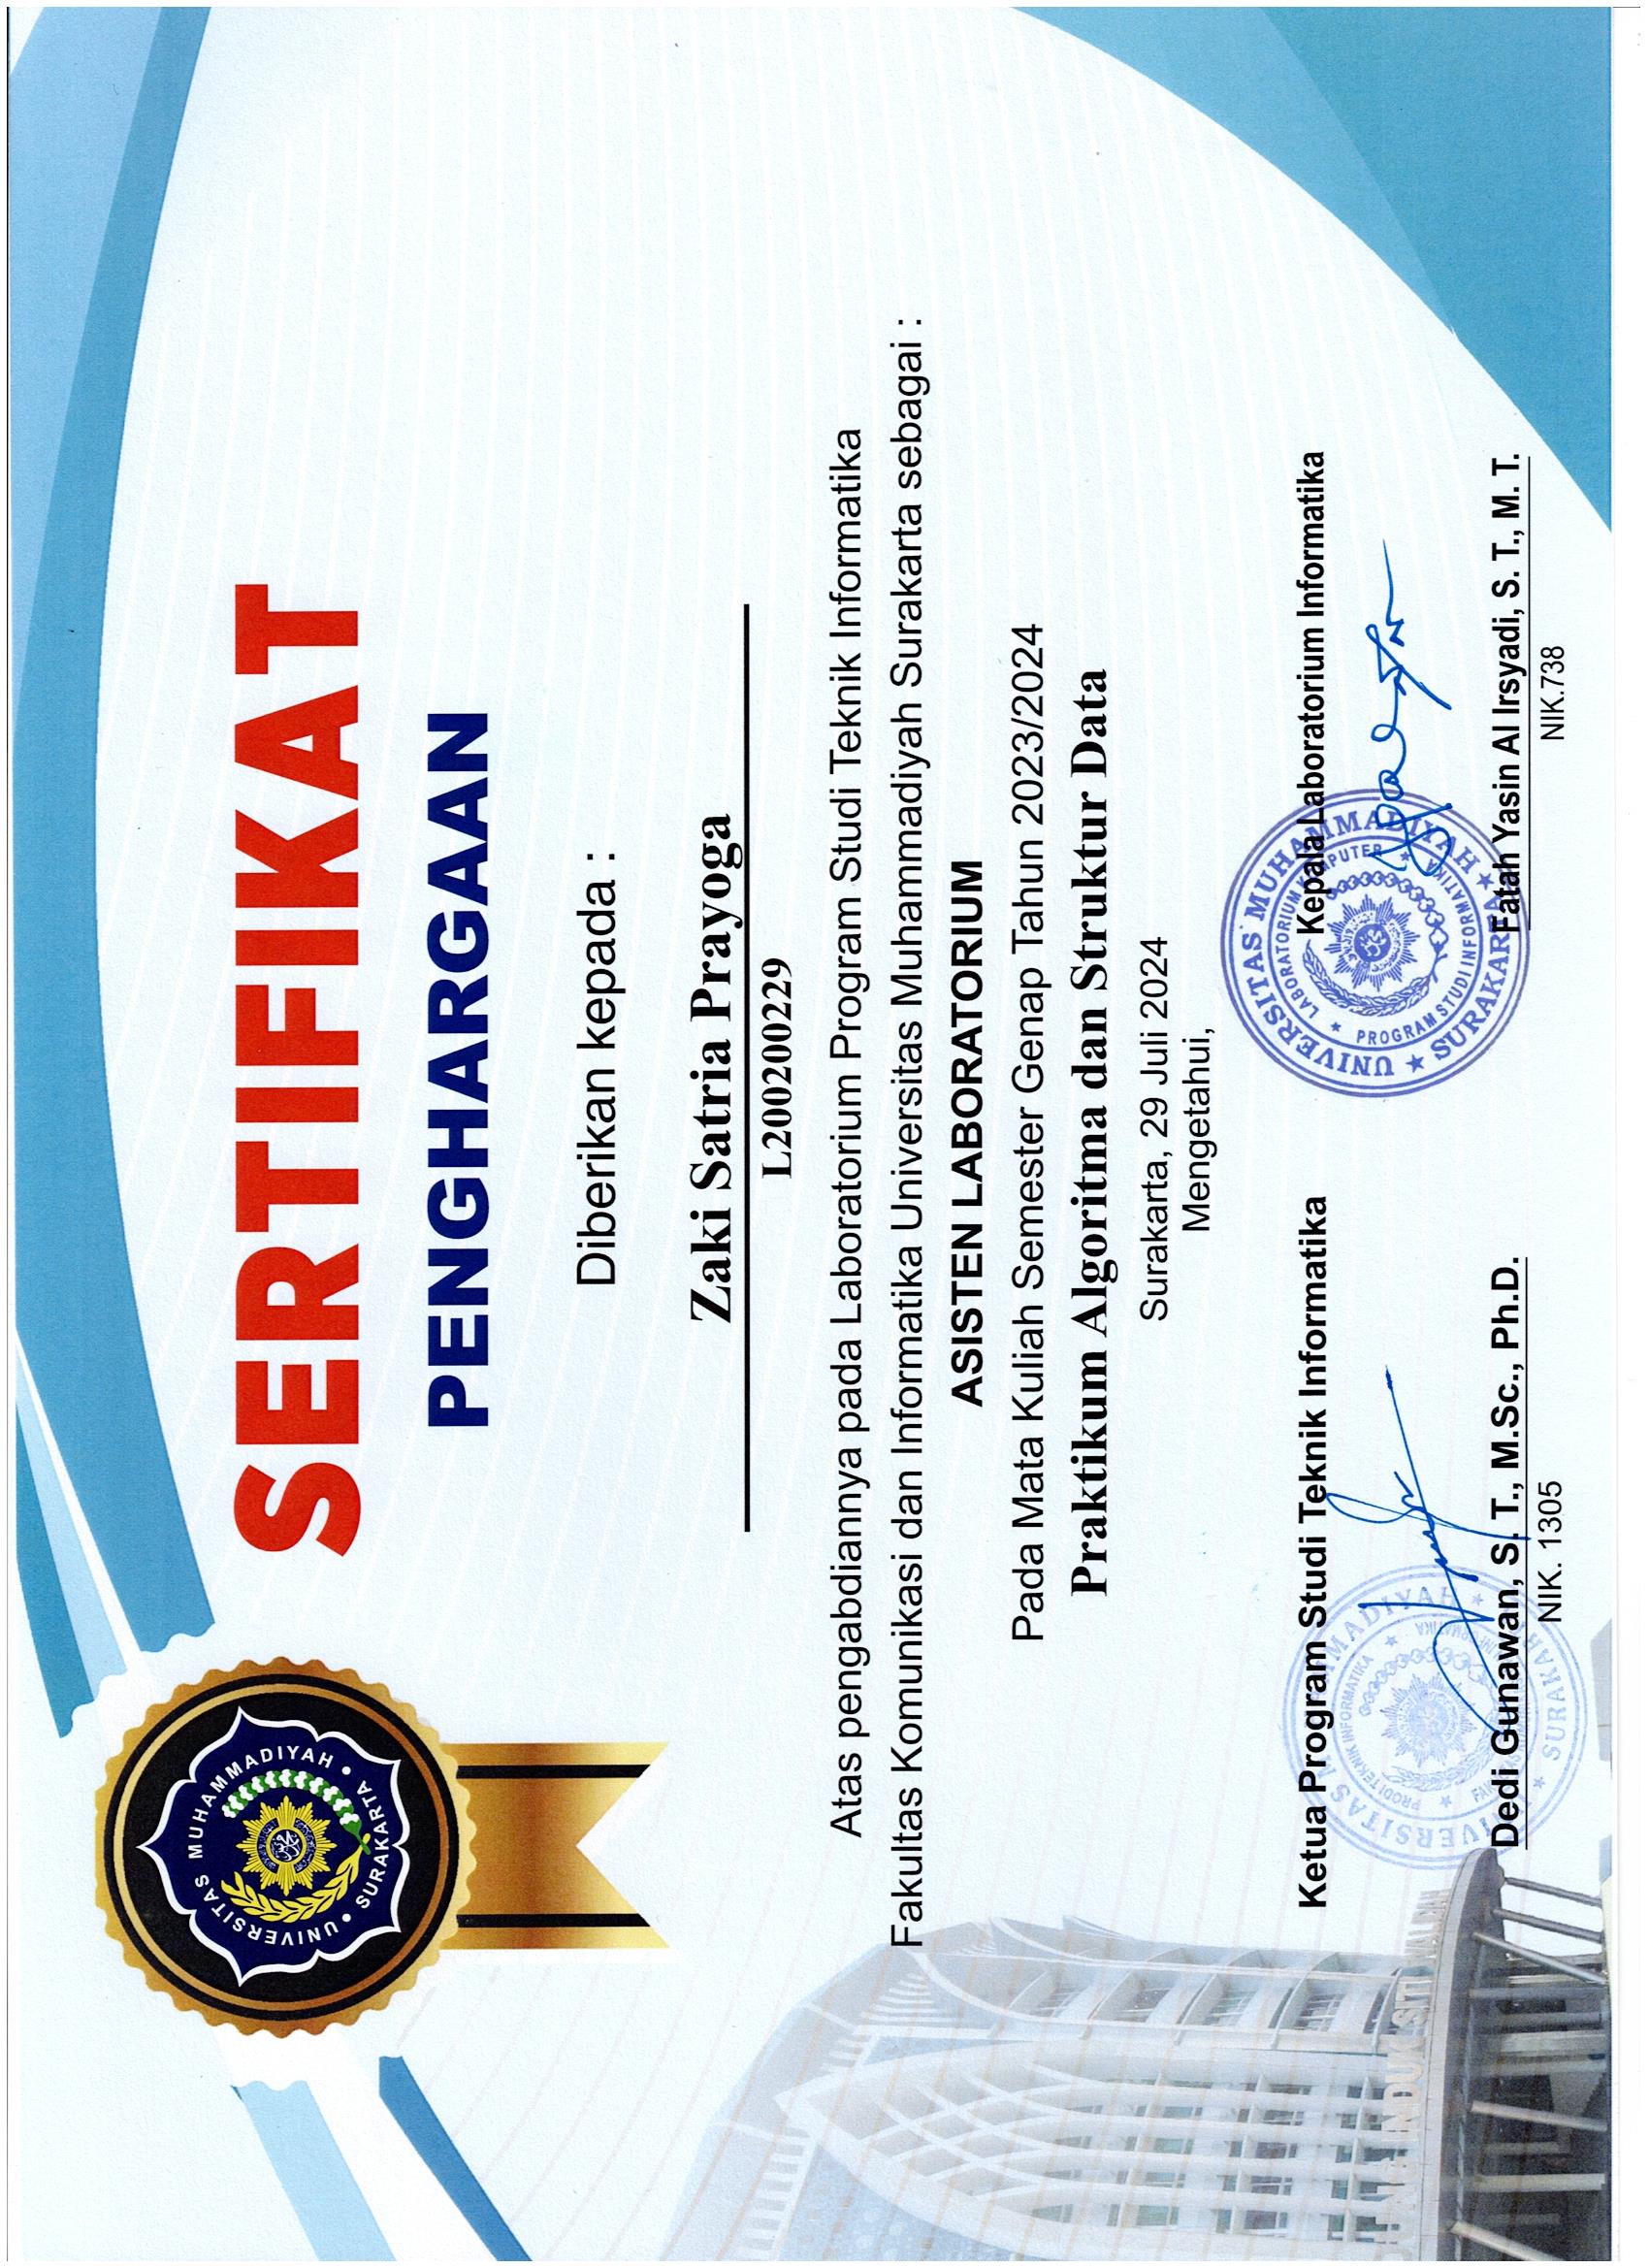 UNIVERSITAS MUHAMMADIYAH
SURAKARTA
SERTIFIKAT
PENGHARGAAN
Diberikan kepada :
Zaki Satria Prayoga
L200200229
Atas pengabdiannya pada Laboratorium Program Studi Teknik Informatika
Fakultas Komunikasi dan Informatika Universitas Muhammadiyah Surakarta sebagai :
ASISTEN LABORATORIUM
Pada Mata Kuliah Semester Genap Tahun 2023/2024
Praktikum Algoritma dan Struktur Data
Surakarta, 29 Juli 2024
Mengetahui,
Ketua Program Studi Teknik Informatika
Kepala Laboratorium Informatika
UNIVERSITAS MUHAMMADIYAH
PRODI TEKNIK INFORMATIKA
SURAKARTA
UNIVERSITAS MUHAMMADIYAH
LABORATORIUM KOMPUTER
PROGRAM STUDI INFORMATIKA
SURAKARTA
INDUK SITI WALIDAH
Dedi Gunawan, S. T., M.Sc., Ph.D.
NIK. 1305
Fatah Yasin Al Irsyadi, S. T., M. T.
NIK.738